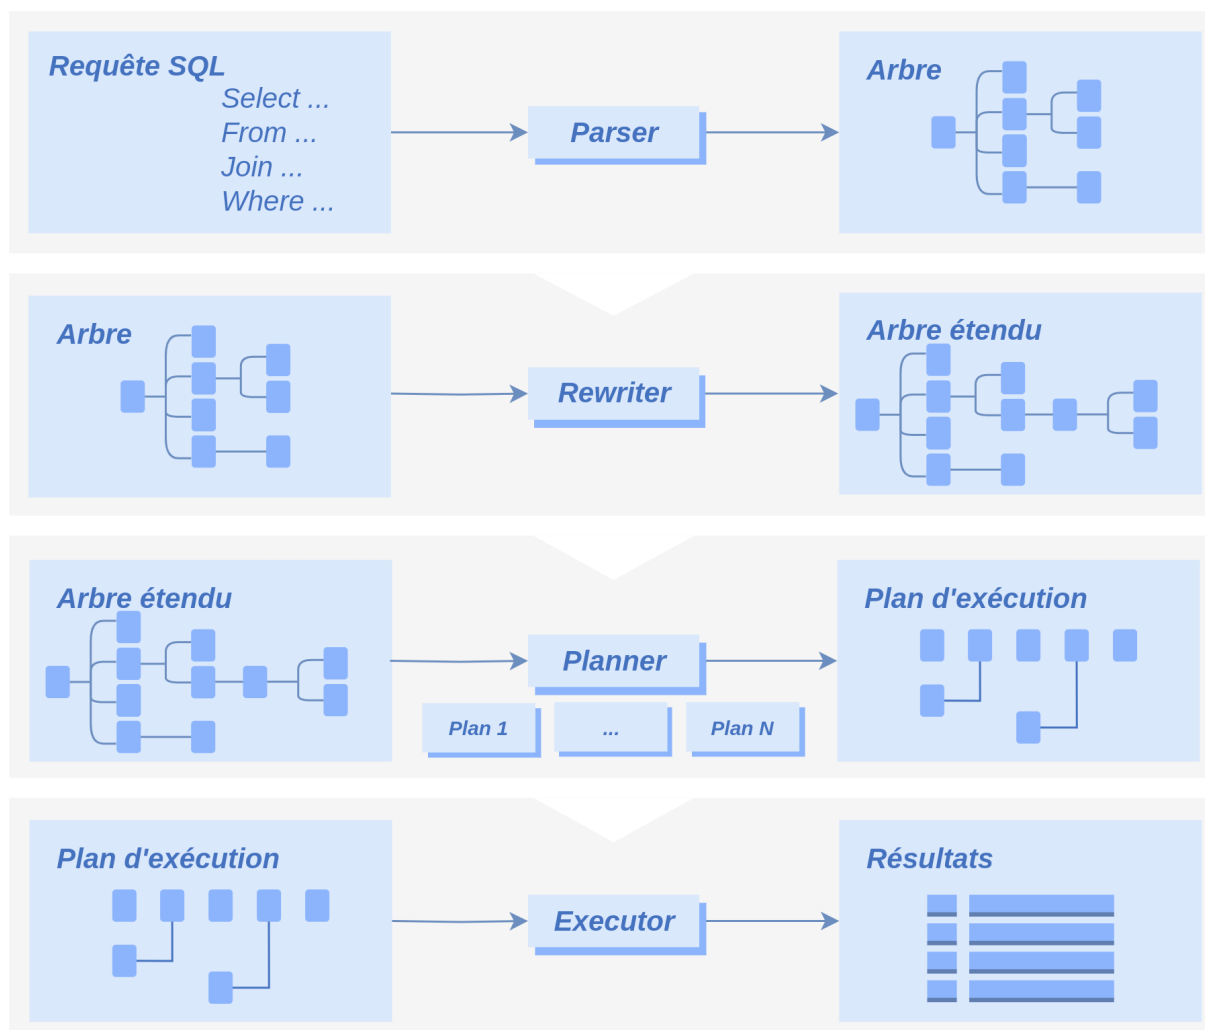 Requête SQL
Select ...
From ...
Join ...
Where ...
Parser
Arbre
Arbre
Rewriter
Arbre étendu
Arbre étendu
Planner
Plan 1
...
Plan N
Plan d'exécution
Plan d'exécution
Executor
Résultats